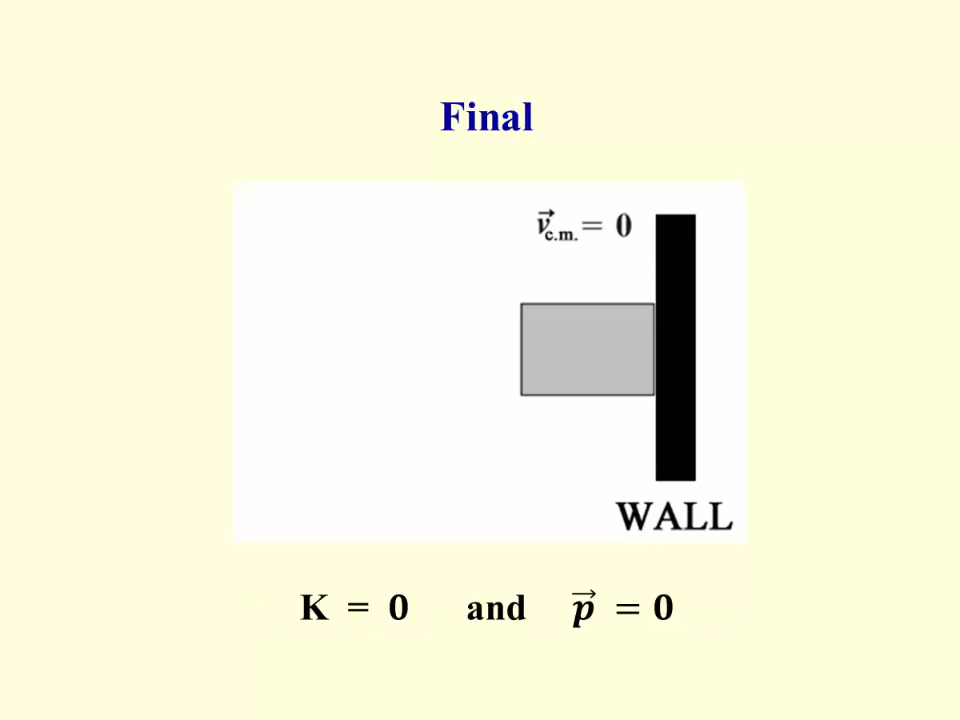 Final
v⃗c.m. = 0
WALL
K = 0 and p⃗ = 0